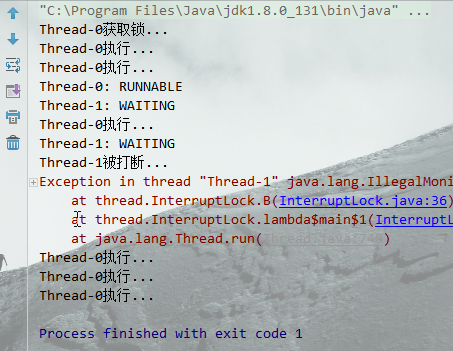 "C:\Program Files\Java\jdk1.8.0_131\bin\java" ...
Thread-0获取锁...
Thread-0执行...
Thread-0执行...
Thread-0: RUNNABLE
Thread-1: WAITING
Thread-0执行...
Thread-1: WAITING
Thread-1被打断...
Exception in thread "Thread-1" java.lang.IllegalMoni
at thread.InterruptLock.B(InterruptLock.java:36)
at thread.InterruptLock.lambda$main$1(InterruptL
at java.lang.Thread.run( )
Thread-0执行...
Thread-0执行...
Thread-0执行...
Process finished with exit code 1